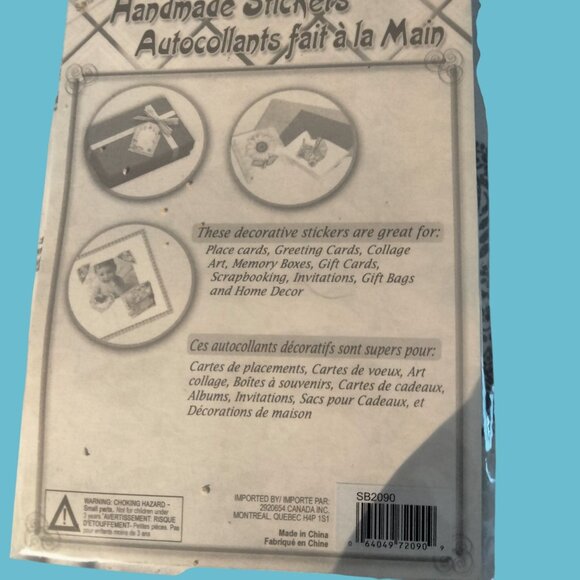 Handmade Stickers
Autocollants fait à la Main
These decorative stickers are great for:
Place cards, Greeting Cards, Collage
Art, Memory Boxes, Gift Cards,
Scrapbooking, Invitations, Gift Bags
and Home Decor
Ces autocollants décoratifs sont supers pour:
Cartes de placements, Cartes de voeux, Art
collage, Boîtes à souvenirs, Cartes de cadeaux,
Albums, Invitations, Sacs pour Cadeaux, et
Décorations de maison
WARNING: CHOKING HAZARD –
Small parts. Not for children under
3 years. AVERTISSEMENT: RISQUE
D'ÉTOUFFEMENT- Petites pièces. Pas
pour enfants moins de 3 ans.
IMPORTED BY/ IMPORTE PAR:
2920654 CANADA INC.
MONTREAL, QUEBEC H4P 1S1
Made in China
Fabriqué en Chine
SB2090
0 64049 72090 9